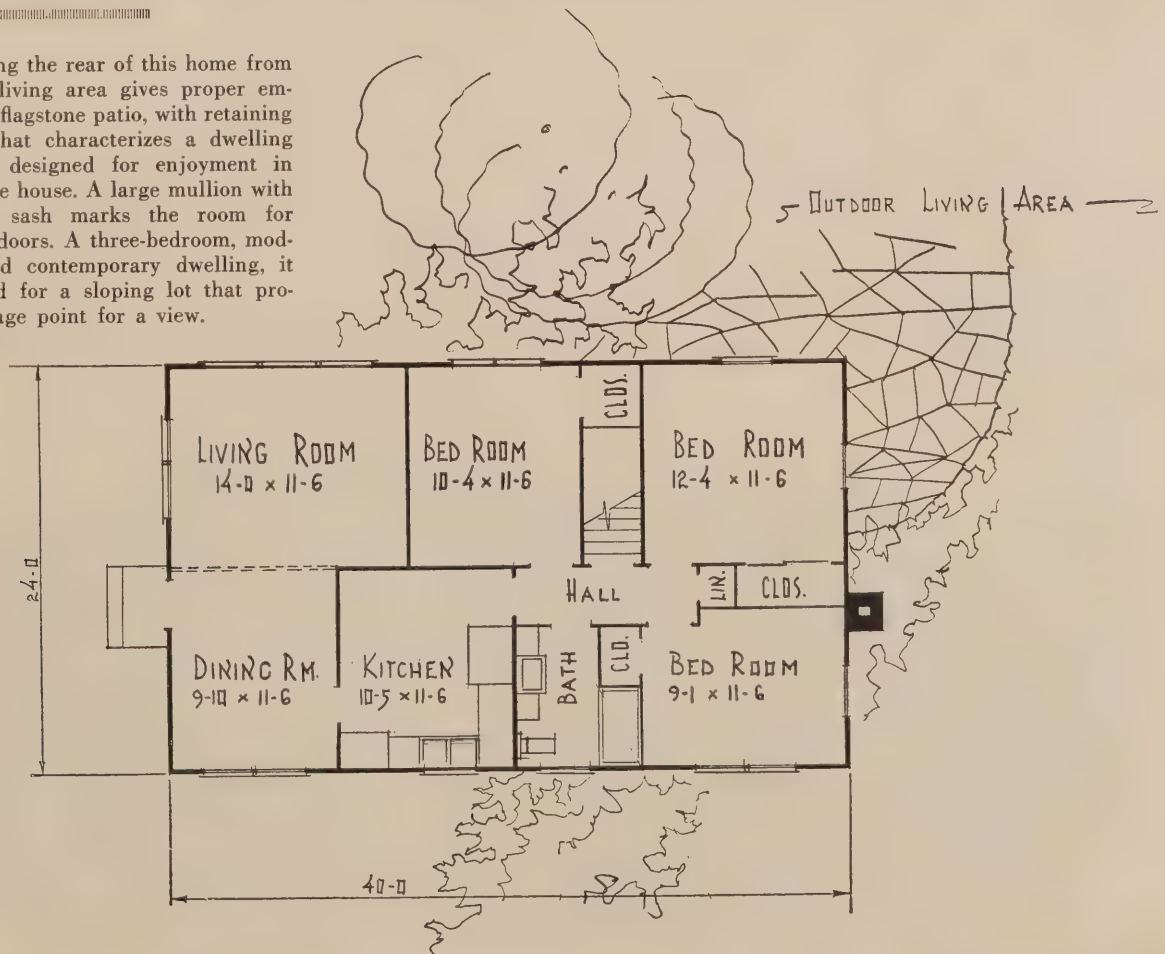 ng the rear of this home from
living area gives proper em-
flagstone patio, with retaining
hat characterizes a dwelling
designed for enjoyment in
e house. A large mullion with
sash marks the room for
doors. A three-bedroom, mod-
d contemporary dwelling, it
d for a sloping lot that pro-
age point for a view.
OUTDOOR LIVING AREA
CLOS.
LIVING ROOM
14-0 × 11-6
BED ROOM
10-4 × 11-6
BED ROOM
12-4 × 11-6
24-0
HALL
LIN.
CLOS.
DINING RM.
9-10 × 11-6
KITCHEN
10-5 × 11-6
BATH
CLO.
BED ROOM
9-1 × 11-6
40-0